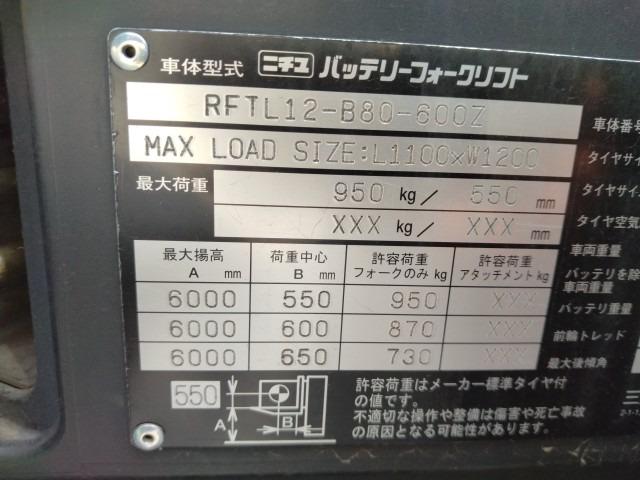 車体型式 ニチユ バッテリーフォークリフト
RFTL12-B80-600Z
MAX LOAD SIZE:L1100×W1200
最大荷重 950 kg/ 550 mm
XXX kg/ XXX mm
最大揚高 A mm 荷重中心 B mm 許容荷重 フォークのみ kg 許容荷重 アタッチメント kg
6000 550 950 XXX
6000 600 870 XXX
6000 650 730 XXX
550 A B
許容荷重はメーカー標準タイヤ付
の値です。
不適切な操作や整備は傷害や死亡事故
の原因となる可能性があります。
車体番号
タイヤサイ
タイヤサイ
タイヤ空気
車両重量
バッテリを除
車両重量
バッテリ重量
前輪トレッド
最大後傾角
三